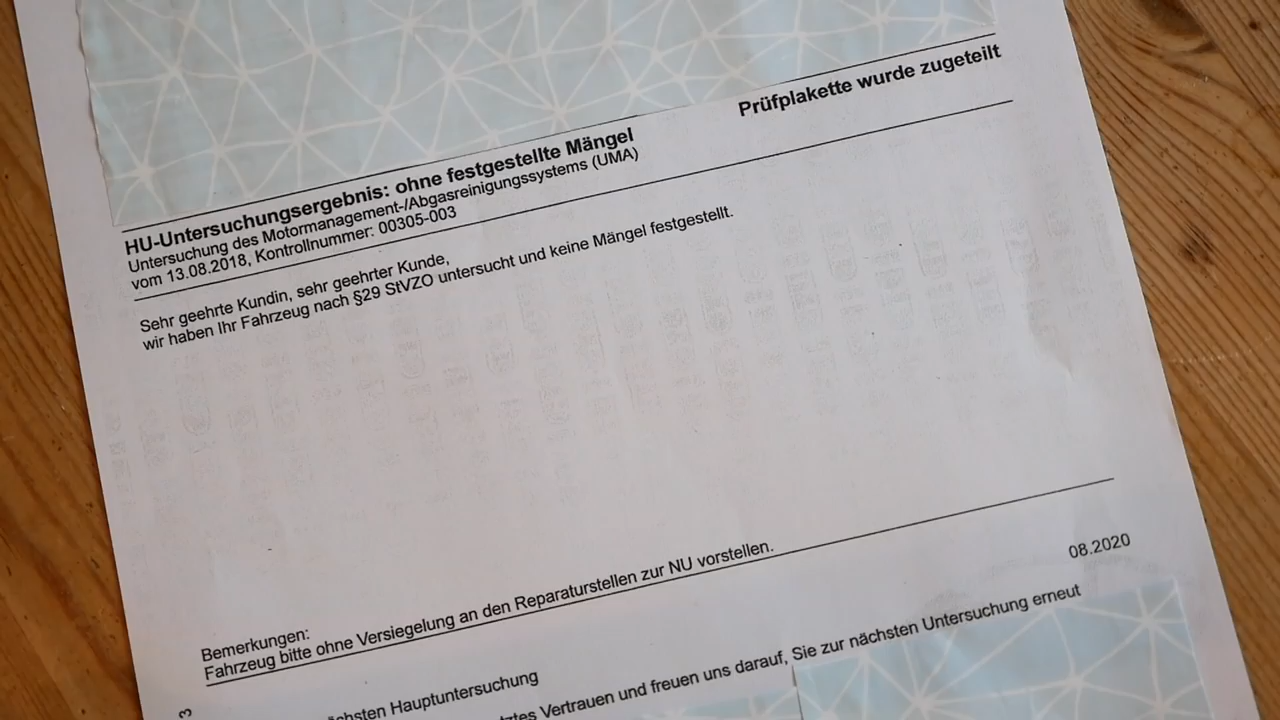 Prüfplakette wurde zugeteilt
HU-Untersuchungsergebnis: ohne festgestellte Mängel
Untersuchung des Motormanagement-/Abgasreinigungssystems (UMA)
vom 13.08.2018, Kontrollnummer: 00305-003
Sehr geehrte Kundin, sehr geehrter Kunde,
wir haben Ihr Fahrzeug nach §29 StVZO untersucht und keine Mängel festgestellt.
Bemerkungen:
Fahrzeug bitte ohne Versiegelung an den Reparaturstellen zur NU vorstellen.
08.2020
Hauptuntersuchung
Vertrauen und freuen uns darauf, Sie zur nächsten Untersuchung erneut
3